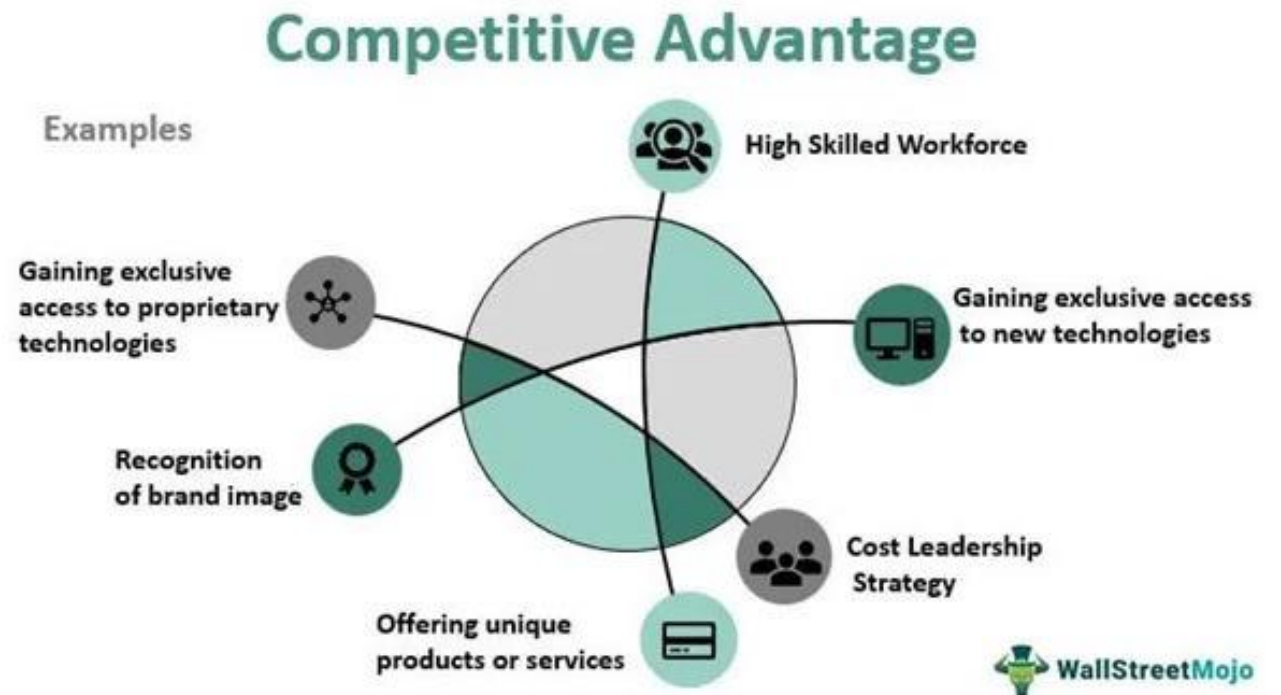 Competitive Advantage
Examples
High Skilled Workforce
Gaining exclusive
access to proprietary
technologies
Gaining exclusive access
to new technologies
Recognition
of brand image
Cost Leadership
Strategy
Offering unique
products or services
WallStreetMojo